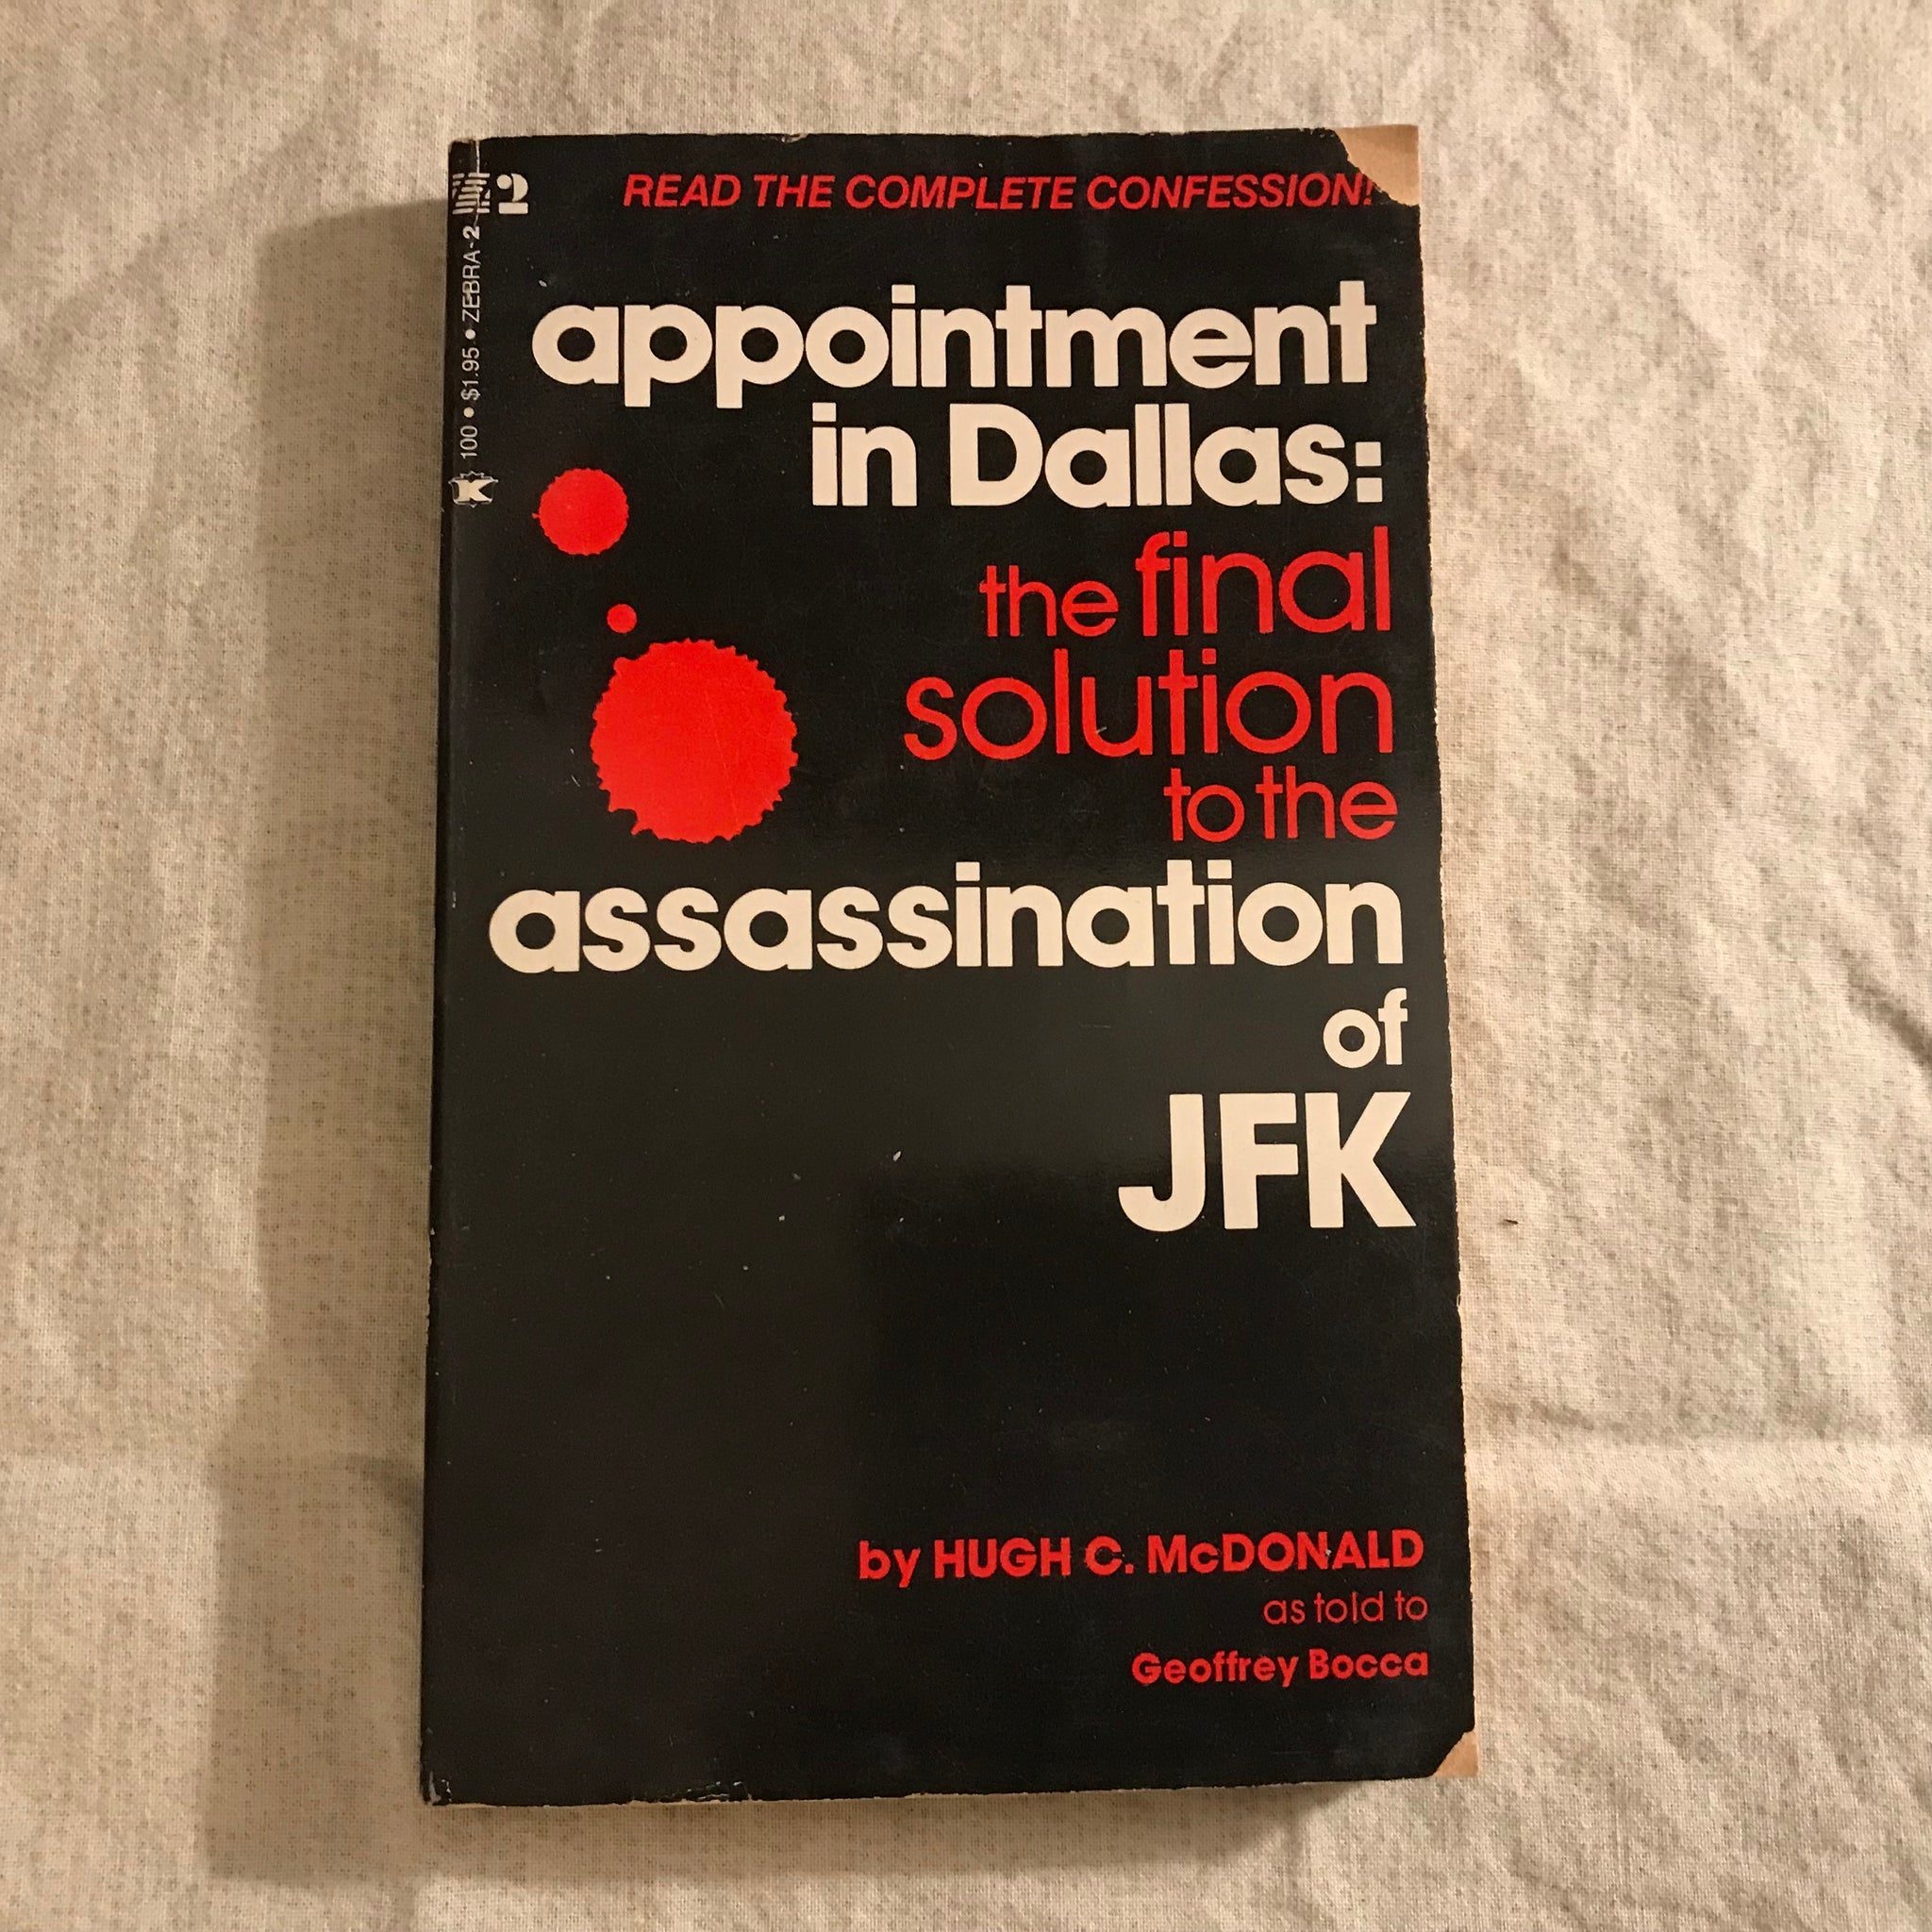 READ THE COMPLETE CONFESSION!
2
100 • $1.95 • ZEBRA-2
K
appointment
in Dallas:
the final
solution
to the
assassination
of
JFK
by HUGH C. McDONALD
as told to
Geoffrey Bocca